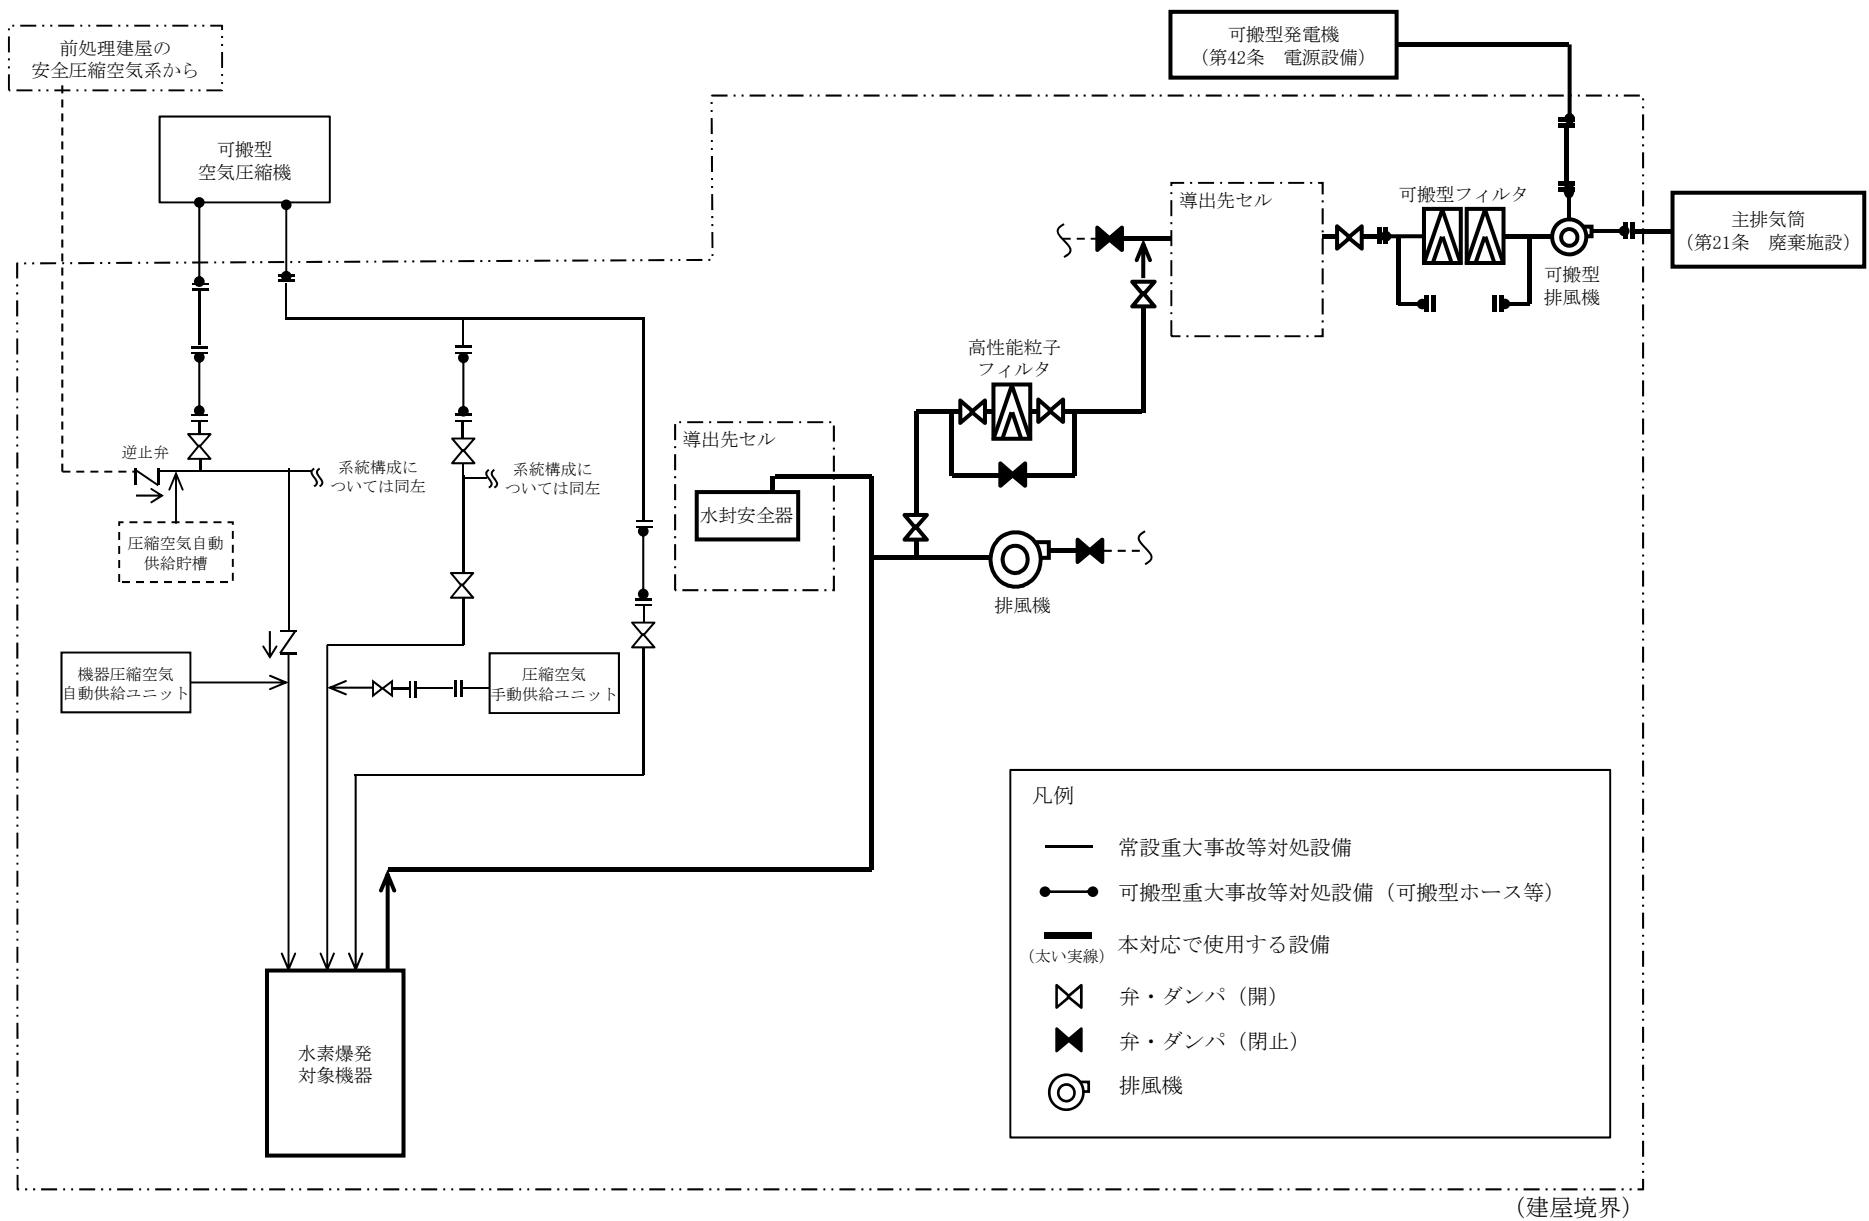 前処理建屋の
安全圧縮空気系から
可搬型
空気圧縮機
可搬型発電機
（第42条　電源設備）
導出先セル
可搬型フィルタ
主排気筒
（第21条　廃棄施設）
可搬型
排風機
高性能粒子
フィルタ
導出先セル
水封安全器
逆止弁
系統構成に
ついては同左
系統構成に
ついては同左
圧縮空気自動
供給貯槽
排風機
機器圧縮空気
自動供給ユニット
圧縮空気
手動供給ユニット
水素爆発
対象機器
凡例
常設重大事故等対処設備
可搬型重大事故等対処設備（可搬型ホース等）
本対応で使用する設備
（太い実線）
弁・ダンパ（開）
弁・ダンパ（閉止）
排風機
（建屋境界）